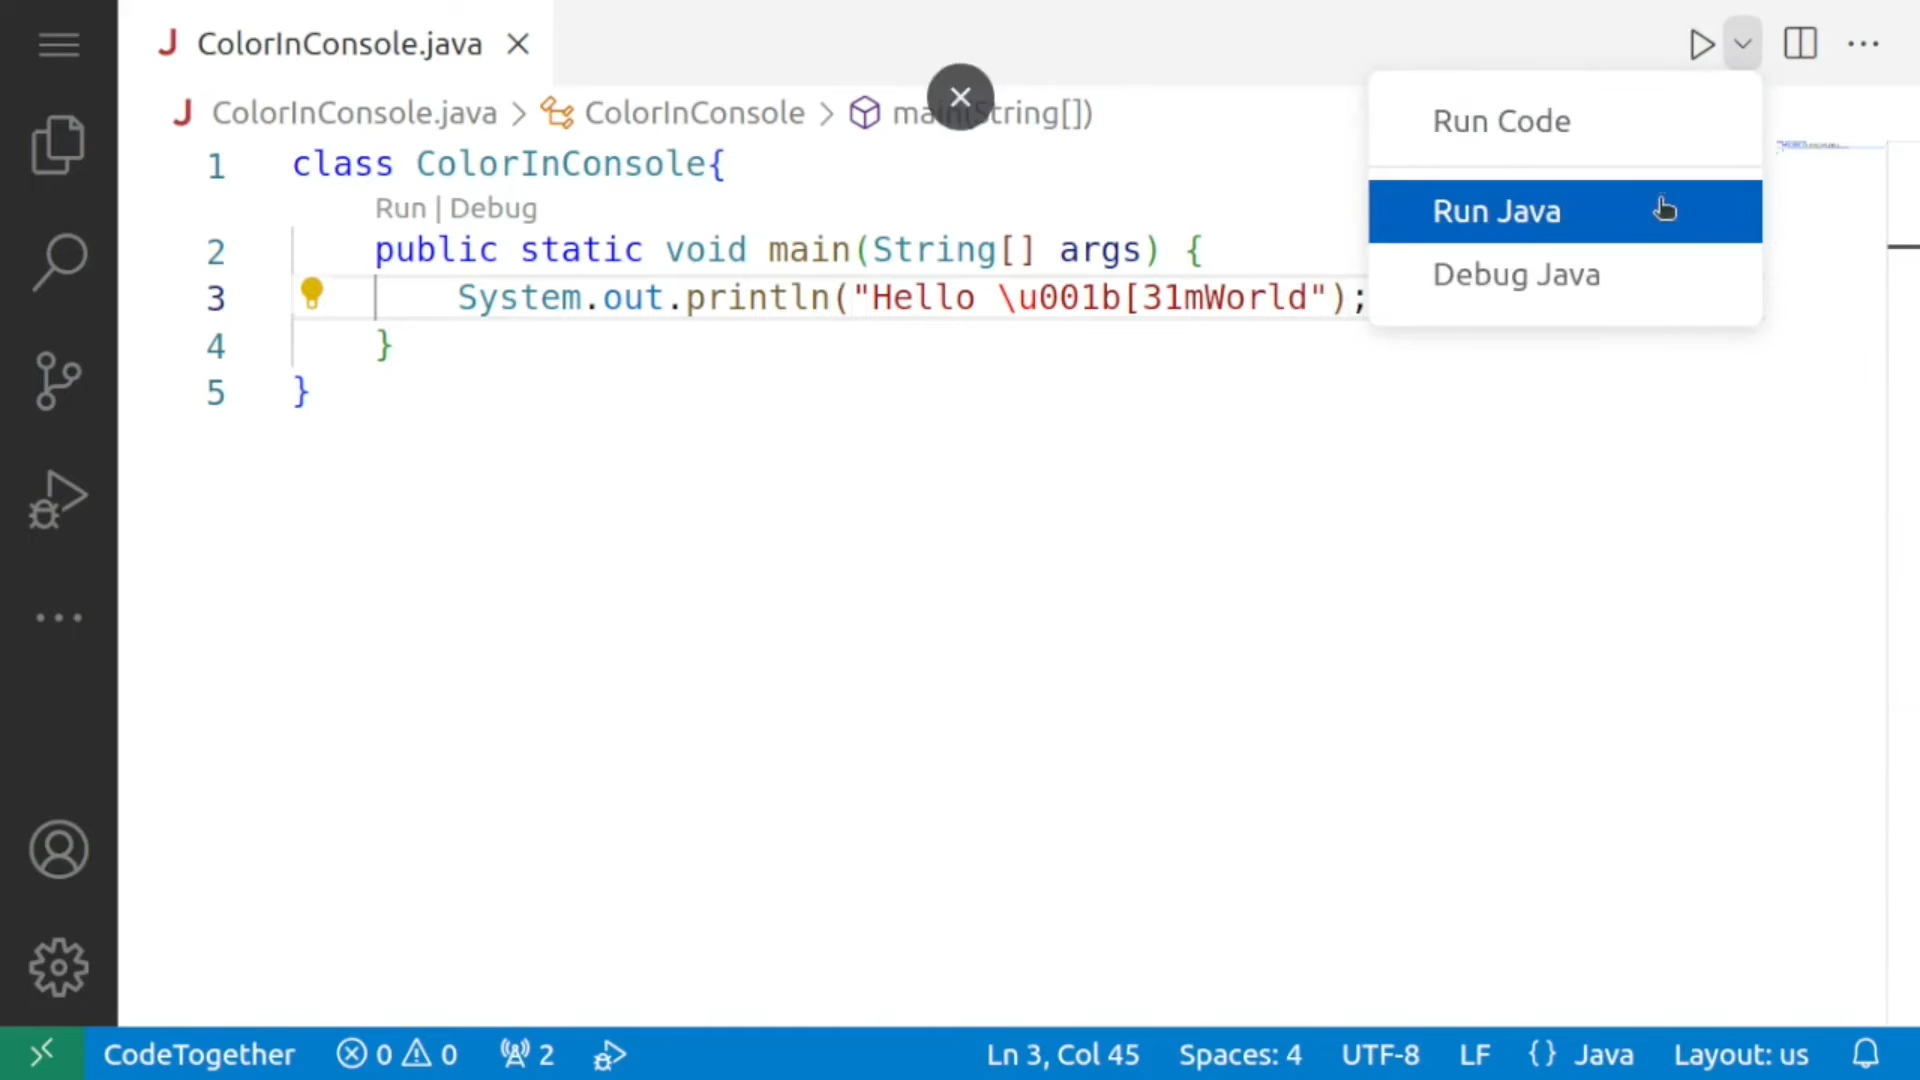 J ColorInConsole.java
J ColorInConsole.java > ColorInConsole > main(String[])
Run Code
Run Java
Debug Java
1 class ColorInConsole{
Run | Debug
2 public static void main(String[] args) {
3 System.out.println("Hello \u001b[31mWorld");
4 }
5 }
CodeTogether 0 0 2 Ln 3, Col 45 Spaces: 4 UTF-8 LF {} Java Layout: us